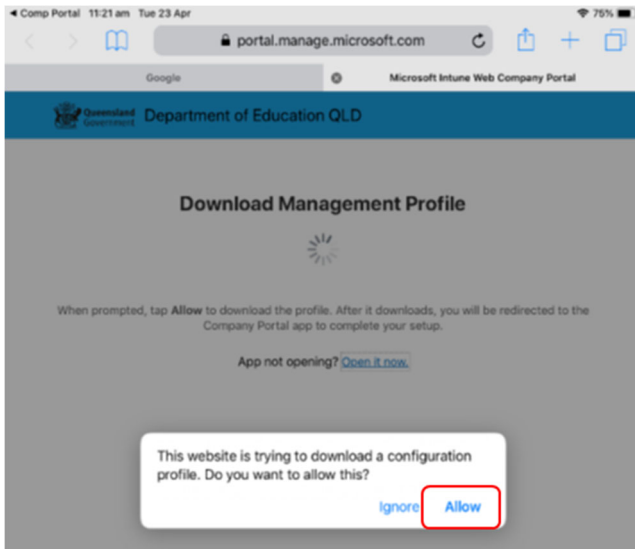 Comp Portal 11:21 am Tue 23 Apr 75%
portal.manage.microsoft.com
Google Microsoft Intune Web Company Portal
Queensland
Government
Department of Education QLD
Download Management Profile
When prompted, tap Allow to download the profile. After it downloads, you will be redirected to the
Company Portal app to complete your setup.
App not opening? Open it now.
This website is trying to download a configuration
profile. Do you want to allow this?
Ignore Allow